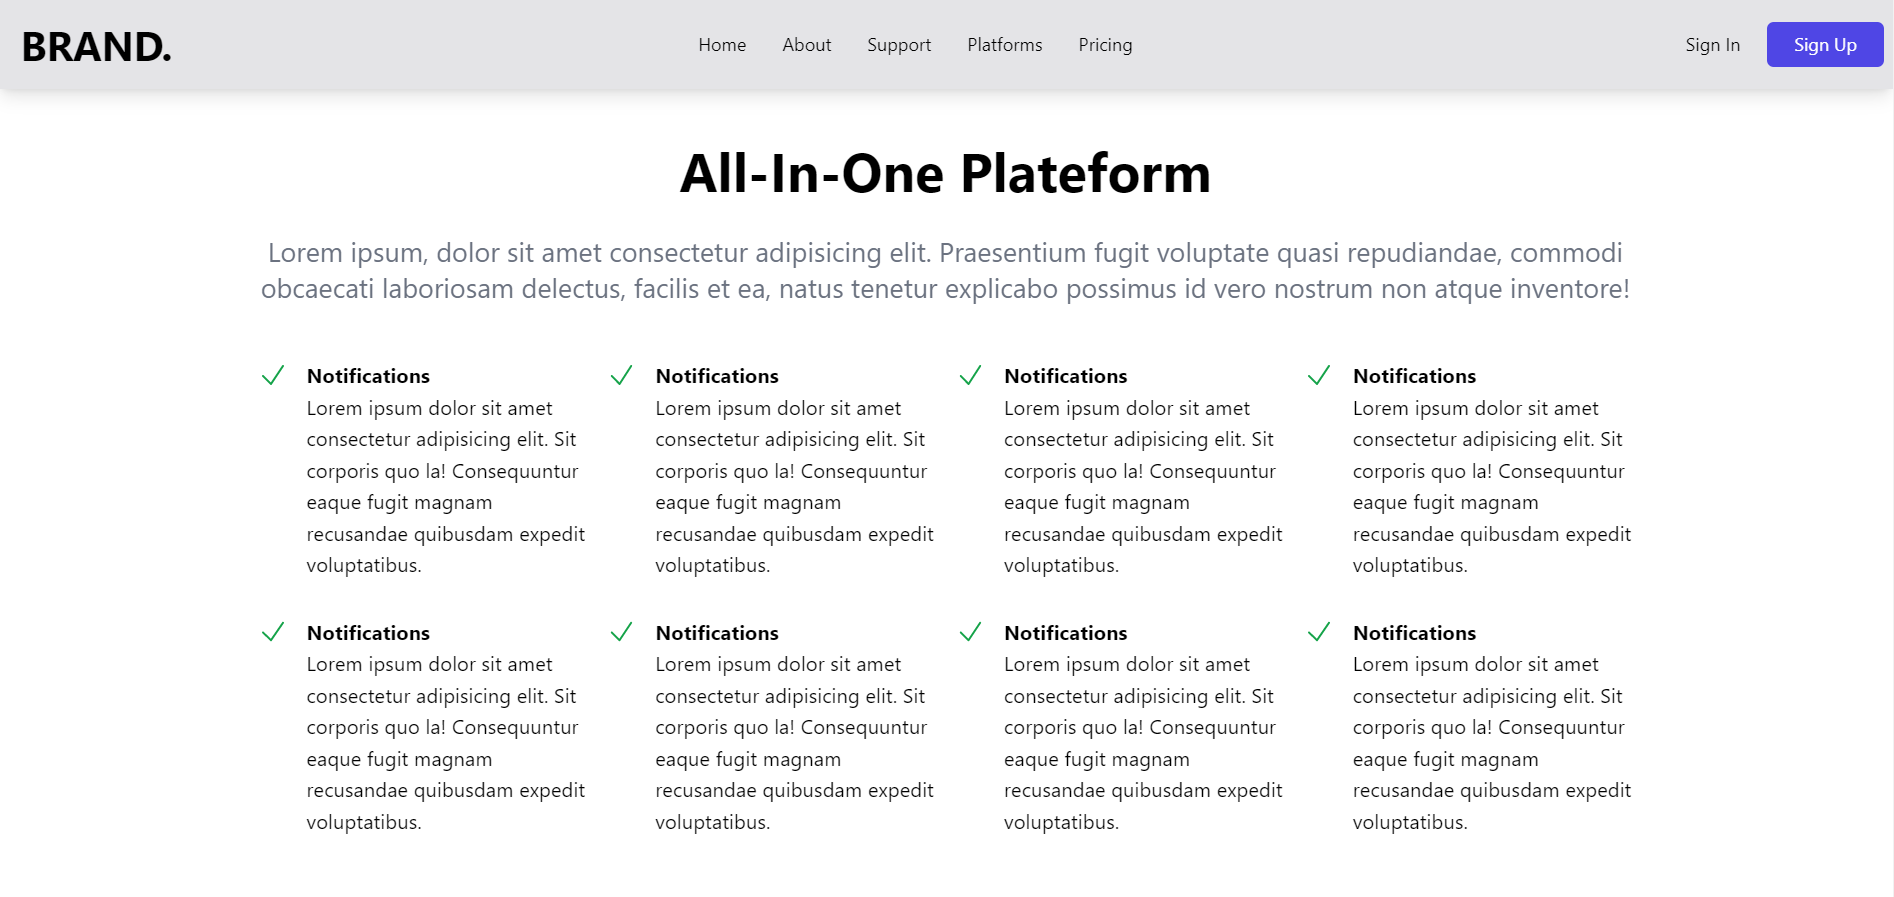 BRAND.
Home About Support Platforms Pricing
Sign In Sign Up
All-In-One Plateform
Lorem ipsum, dolor sit amet consectetur adipisicing elit. Praesentium fugit voluptate quasi repudiandae, commodi
obcaecati laboriosam delectus, facilis et ea, natus tenetur explicabo possimus id vero nostrum non atque inventore!
Notifications
Lorem ipsum dolor sit amet
consectetur adipisicing elit. Sit
corporis quo la! Consequuntur
eaque fugit magnam
recusandae quibusdam expedit
voluptatibus.
Notifications
Lorem ipsum dolor sit amet
consectetur adipisicing elit. Sit
corporis quo la! Consequuntur
eaque fugit magnam
recusandae quibusdam expedit
voluptatibus.
Notifications
Lorem ipsum dolor sit amet
consectetur adipisicing elit. Sit
corporis quo la! Consequuntur
eaque fugit magnam
recusandae quibusdam expedit
voluptatibus.
Notifications
Lorem ipsum dolor sit amet
consectetur adipisicing elit. Sit
corporis quo la! Consequuntur
eaque fugit magnam
recusandae quibusdam expedit
voluptatibus.
Notifications
Lorem ipsum dolor sit amet
consectetur adipisicing elit. Sit
corporis quo la! Consequuntur
eaque fugit magnam
recusandae quibusdam expedit
voluptatibus.
Notifications
Lorem ipsum dolor sit amet
consectetur adipisicing elit. Sit
corporis quo la! Consequuntur
eaque fugit magnam
recusandae quibusdam expedit
voluptatibus.
Notifications
Lorem ipsum dolor sit amet
consectetur adipisicing elit. Sit
corporis quo la! Consequuntur
eaque fugit magnam
recusandae quibusdam expedit
voluptatibus.
Notifications
Lorem ipsum dolor sit amet
consectetur adipisicing elit. Sit
corporis quo la! Consequuntur
eaque fugit magnam
recusandae quibusdam expedit
voluptatibus.